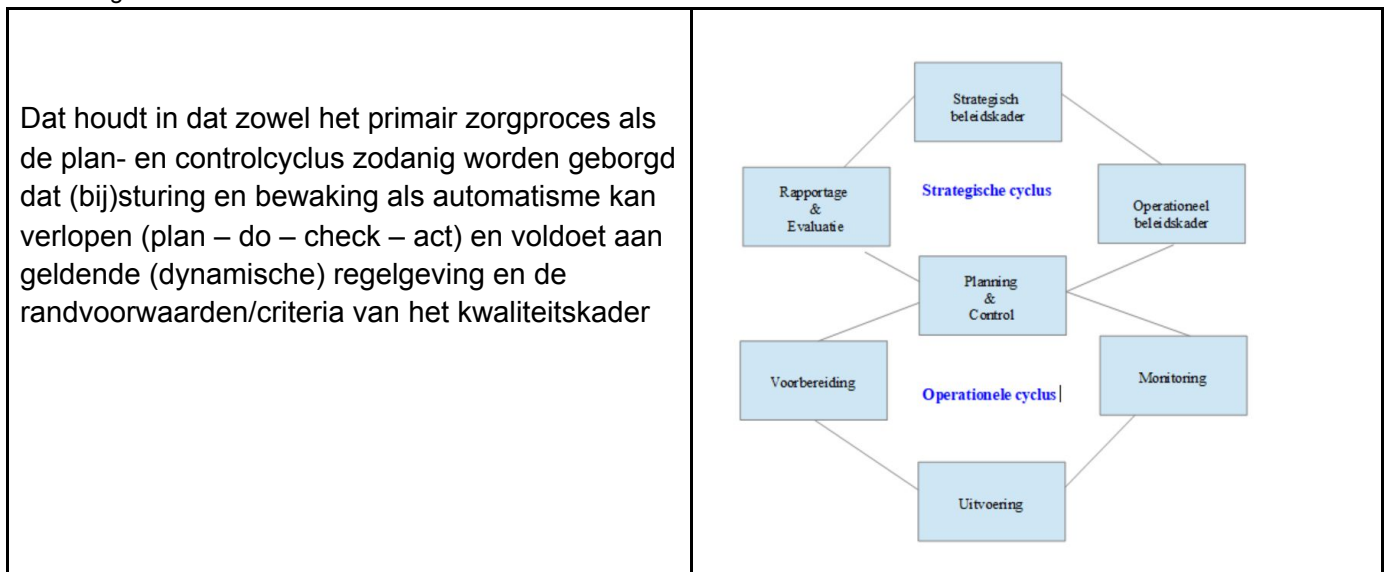 Dat houdt in dat zowel het primair zorgproces als
de plan- en controlcyclus zodanig worden geborgd
dat (bij)sturing en bewaking als automatisme kan
verlopen (plan – do – check – act) en voldoet aan
geldende (dynamische) regelgeving en de
randvoorwaarden/criteria van het kwaliteitskader
Strategisch
beleidskader
Rapportage
&
Evaluatie
Strategische cyclus
Operationeel
beleidskader
Planning
&
Control
Voorbereiding
Operationele cyclus
Monitoring
Uitvoering